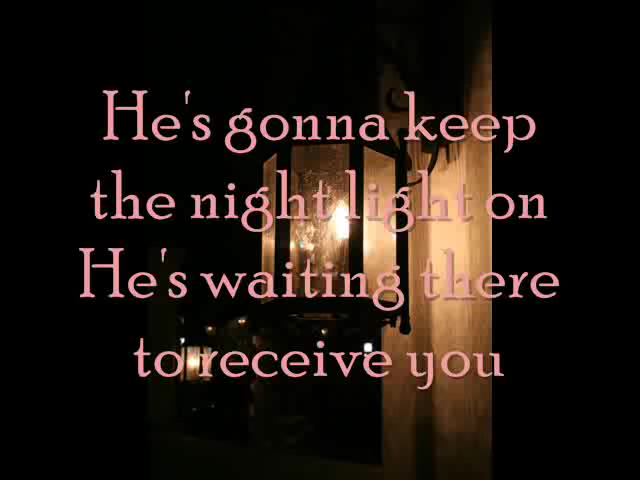 He's gonna keep
the night light on
He's waiting there
to receive you